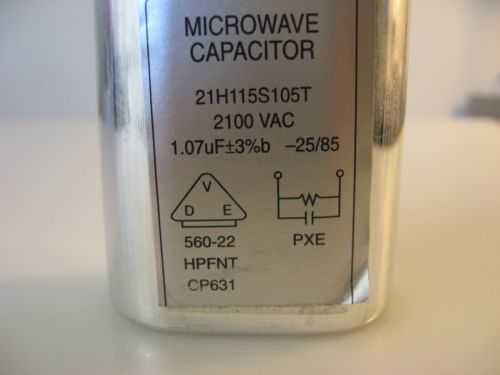 MICROWAVE
CAPACITOR
21H115S105T
2100 VAC
1.07uF±3%b –25/85
V
D E
560-22 PXE
HPFNT
CP631